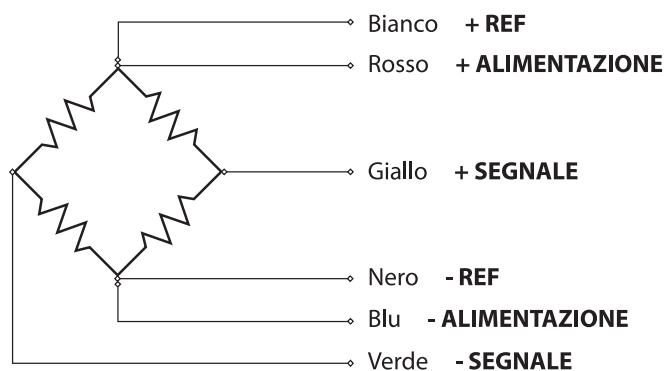 Bianco + REF
Rosso + ALIMENTAZIONE
Giallo + SEGNALE
Nero - REF
Blu - ALIMENTAZIONE
Verde - SEGNALE